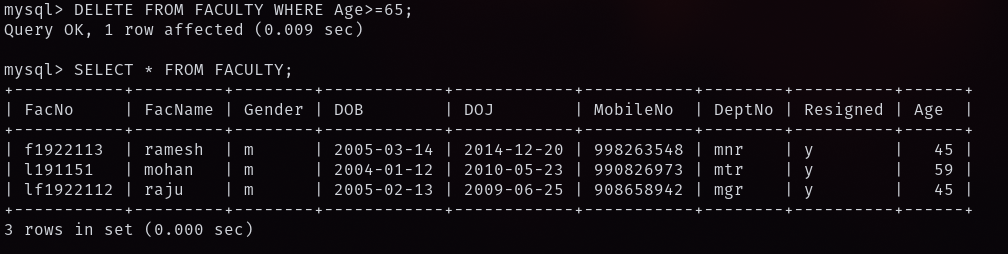 mysql> DELETE FROM FACULTY WHERE Age>=65;
Query OK, 1 row affected (0.009 sec)
mysql> SELECT * FROM FACULTY;
+-----------+---------+--------+------------+------------+-----------+--------+----------+------+
| FacNo     | FacName | Gender | DOB        | DOJ        | MobileNo  | DeptNo | Resigned | Age  |
+-----------+---------+--------+------------+------------+-----------+--------+----------+------+
| f1922113  | ramesh  | m      | 2005-03-14 | 2014-12-20 | 998263548 | mnr    | y        |   45 |
| l191151   | mohan   | m      | 2004-01-12 | 2010-05-23 | 990826973 | mtr    | y        |   59 |
| lf1922112 | raju    | m      | 2005-02-13 | 2009-06-25 | 908658942 | mgr    | y        |   45 |
+-----------+---------+--------+------------+------------+-----------+--------+----------+------+
3 rows in set (0.000 sec)